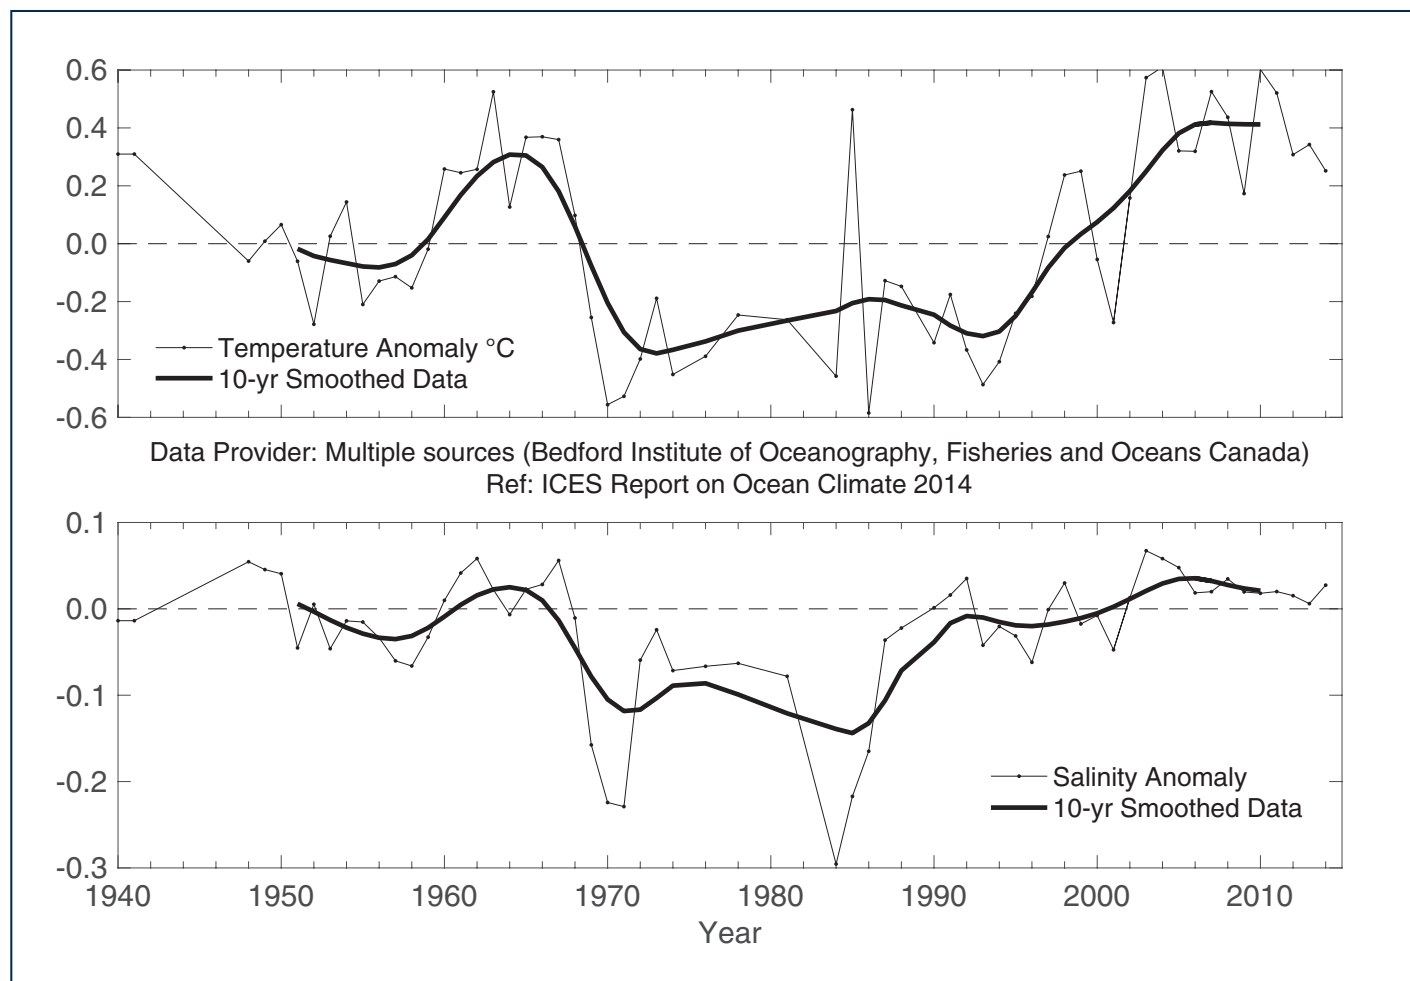 0.6
0.4
0.2
0.0
-0.2
-0.4
-0.6
Temperature Anomaly °C
10-yr Smoothed Data
Data Provider: Multiple sources (Bedford Institute of Oceanography, Fisheries and Oceans Canada)
Ref: ICES Report on Ocean Climate 2014
0.1
0.0
-0.1
-0.2
-0.3
Salinity Anomaly
10-yr Smoothed Data
1940 1950 1960 1970 1980 1990 2000 2010
Year